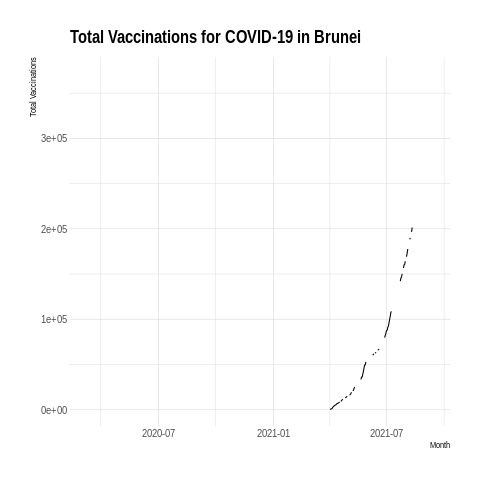 Total Vaccinations for COVID-19 in Brunei
Total Vaccinations
3e+05
2e+05
1e+05
0e+00
2020-07
2021-01
2021-07
Month